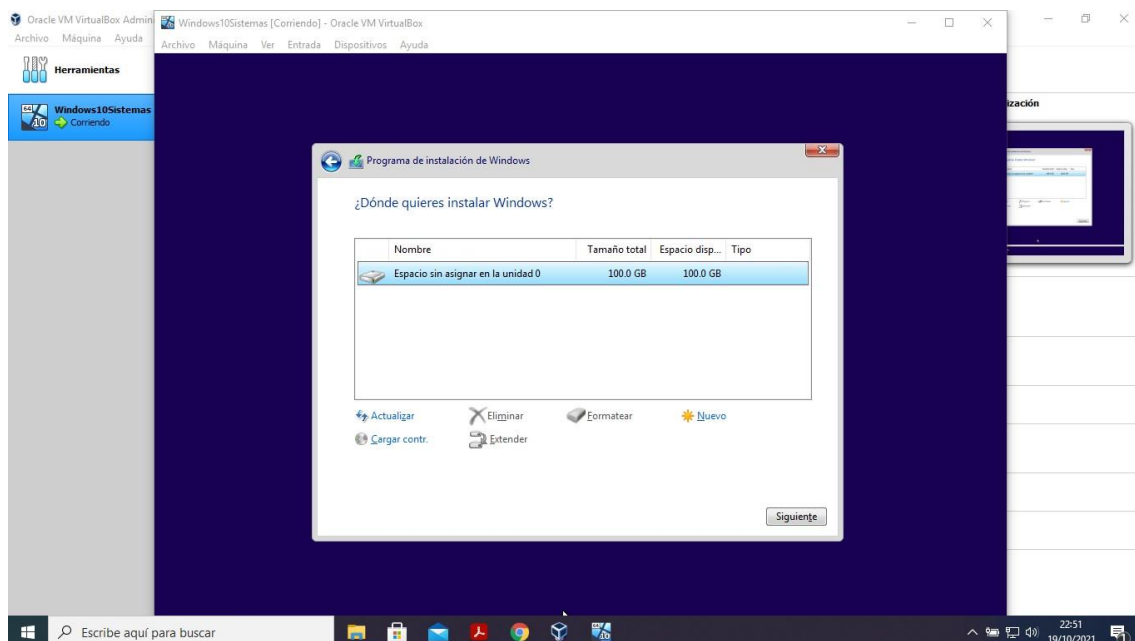 Oracle VM VirtualBox Admin
Archivo Máquina Ayuda
Herramientas
64
10
Windows10Sistemas
Corriendo
Windows10Sistemas [Corriendo] - Oracle VM VirtualBox
Archivo Máquina Ver Entrada Dispositivos Ayuda
ización
Programa de instalación de Windows
¿Dónde quieres instalar Windows?
Nombre Tamaño total Espacio disp... Tipo
Espacio sin asignar en la unidad 0 100.0 GB 100.0 GB
Actualizar Eliminar Formatear Nuevo
Cargar contr. Extender
Siguiente
Escribe aquí para buscar
22:51
19/10/2021